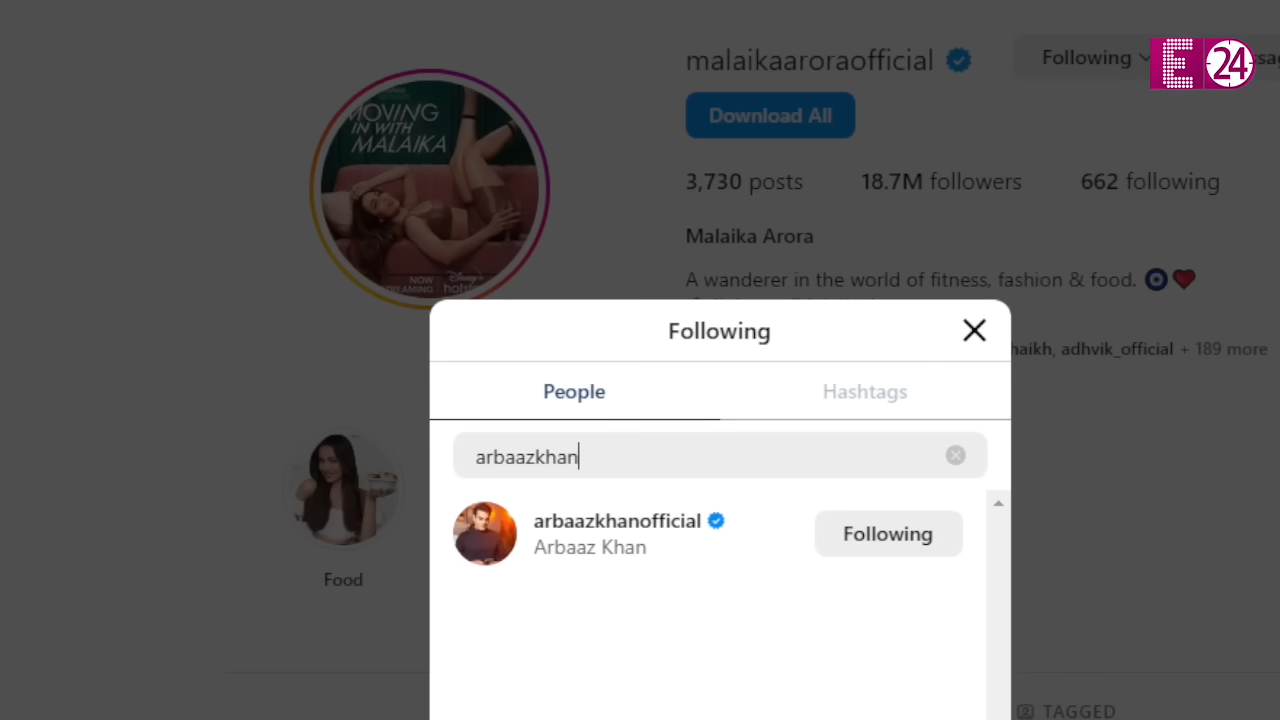 malaikaaroraofficial
Following
E 24
Download All
3,730 posts 18.7M followers 662 following
Malaika Arora
A wanderer in the world of fitness, fashion & food.
adhvik_official + 189 more
MOVING
IN WITH
MALAIKA
NOW
Disney
Following
People Hashtags
arbaazkhan
arbaazkhanofficial
Arbaaz Khan
Following
Food
TAGGED